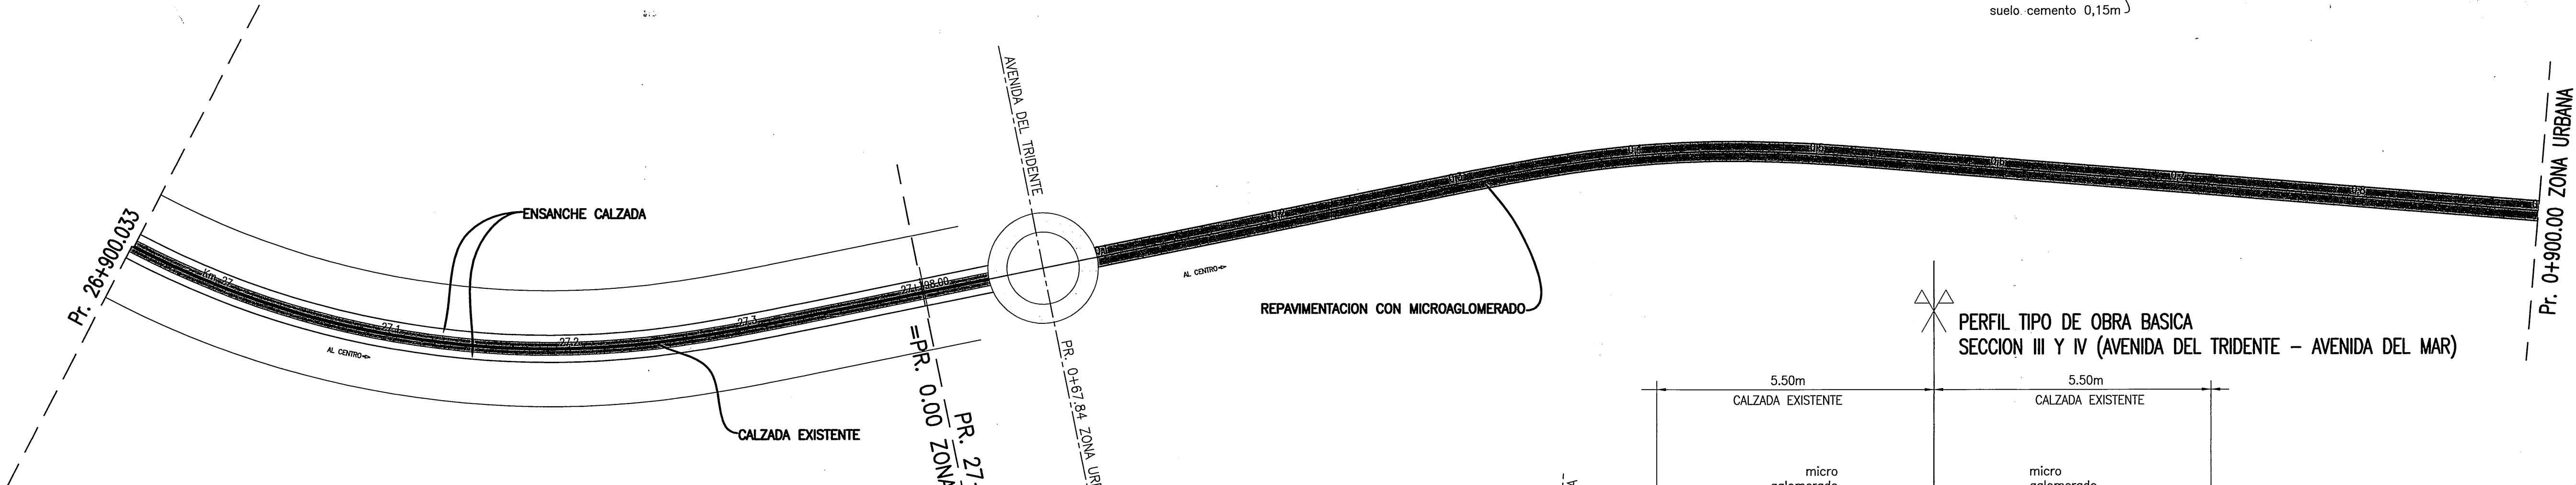 suelo cemento 0,15m
AVENIDA DEL TRIDENTE
Pr. 0+900.00 ZONA URBANA
ENSANCHE CALZADA
Pr. 26+900.033
Km 27
27.1
27.2
27.3
AL CENTRO
CALZADA EXISTENTE
=PR. 0.00 ZONA
PR. 27+
PR. 0+67.84 ZONA UR
AL CENTRO
REPAVIMENTACION CON MICROAGLOMERADO
PERFIL TIPO DE OBRA BASICA
SECCION III Y IV (AVENIDA DEL TRIDENTE – AVENIDA DEL MAR)
5.50m
5.50m
CALZADA EXISTENTE
CALZADA EXISTENTE
micro
micro
aglomerado
aglomerado